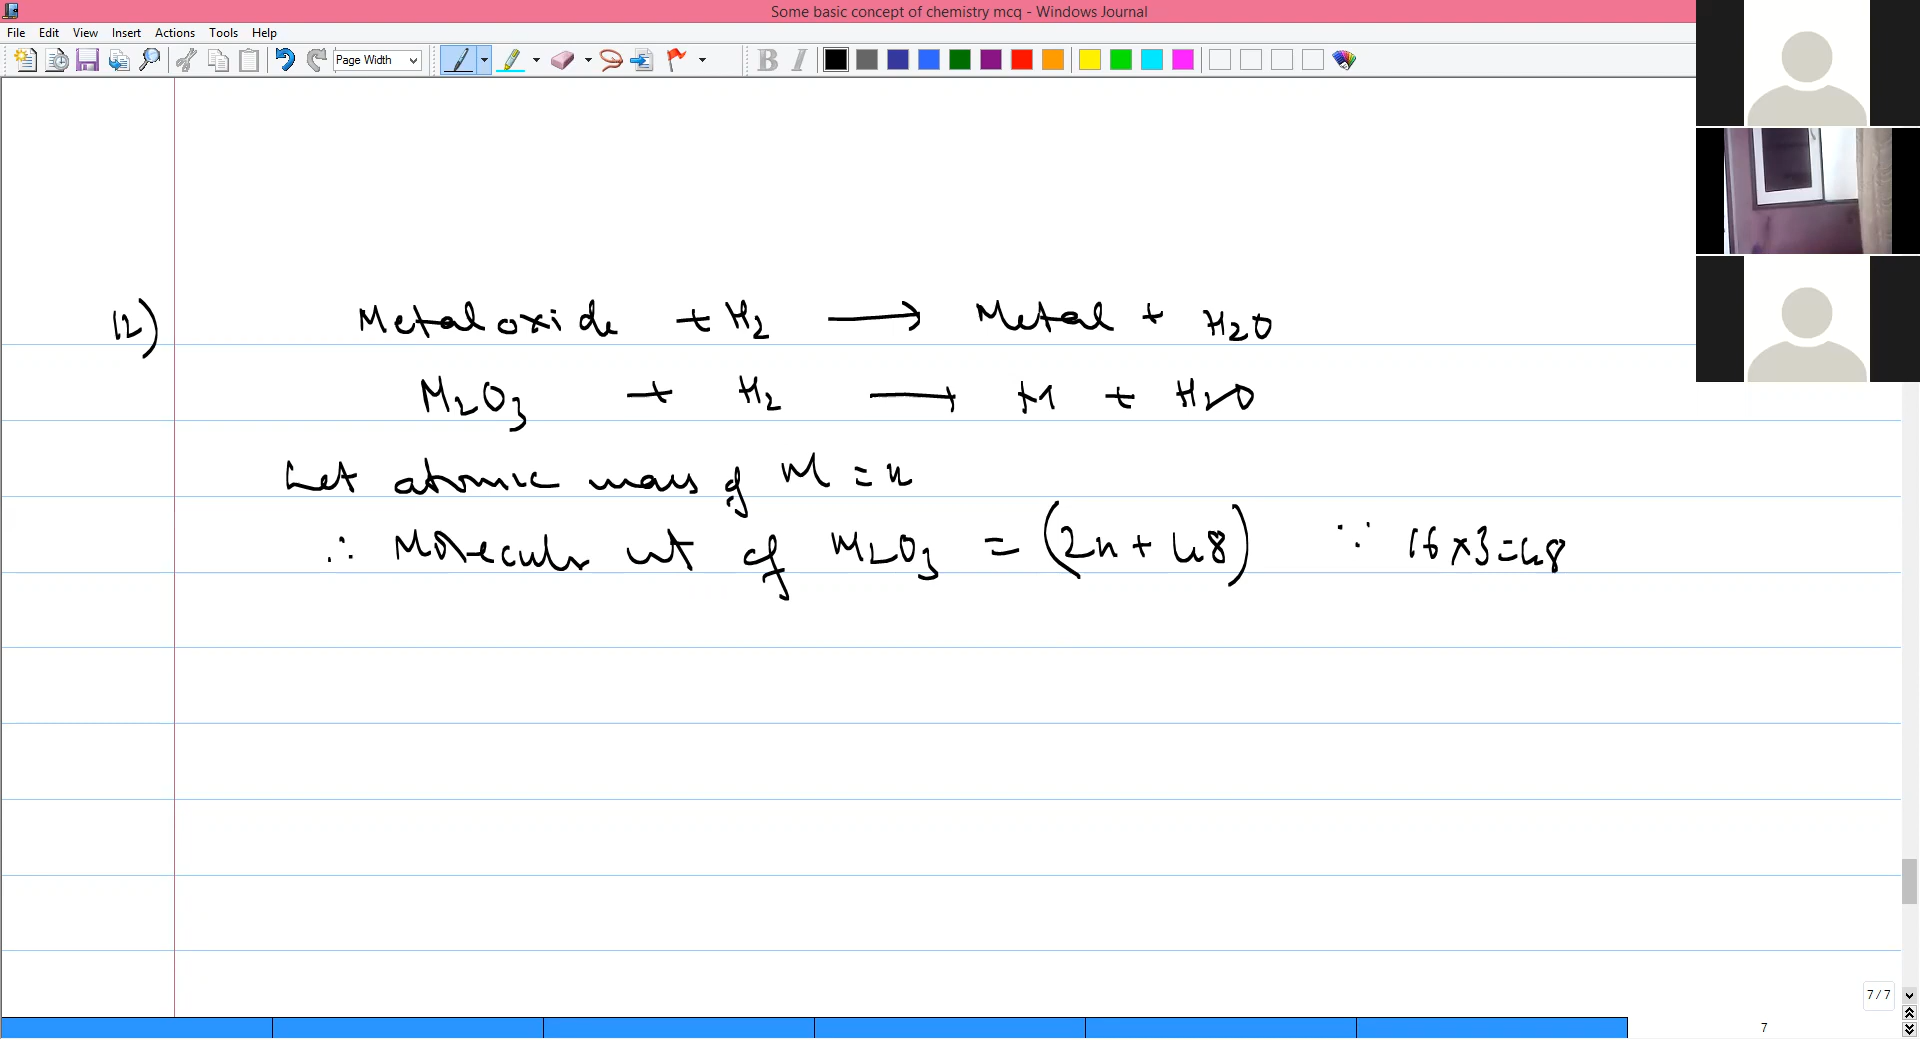 Some basic concept of chemistry mcq - Windows Journal
File Edit View Insert Actions Tools Help
Page Width
B I
12) Metal oxide + H2 ⟶ Metal + H2O
M2O3 + H2 ⟶ M + H2O
Let atomic mass of M = x
∴ Molecular wt of M2O3 = (2x + 48) ∵ 16 × 3 = 48
7 / 7
7